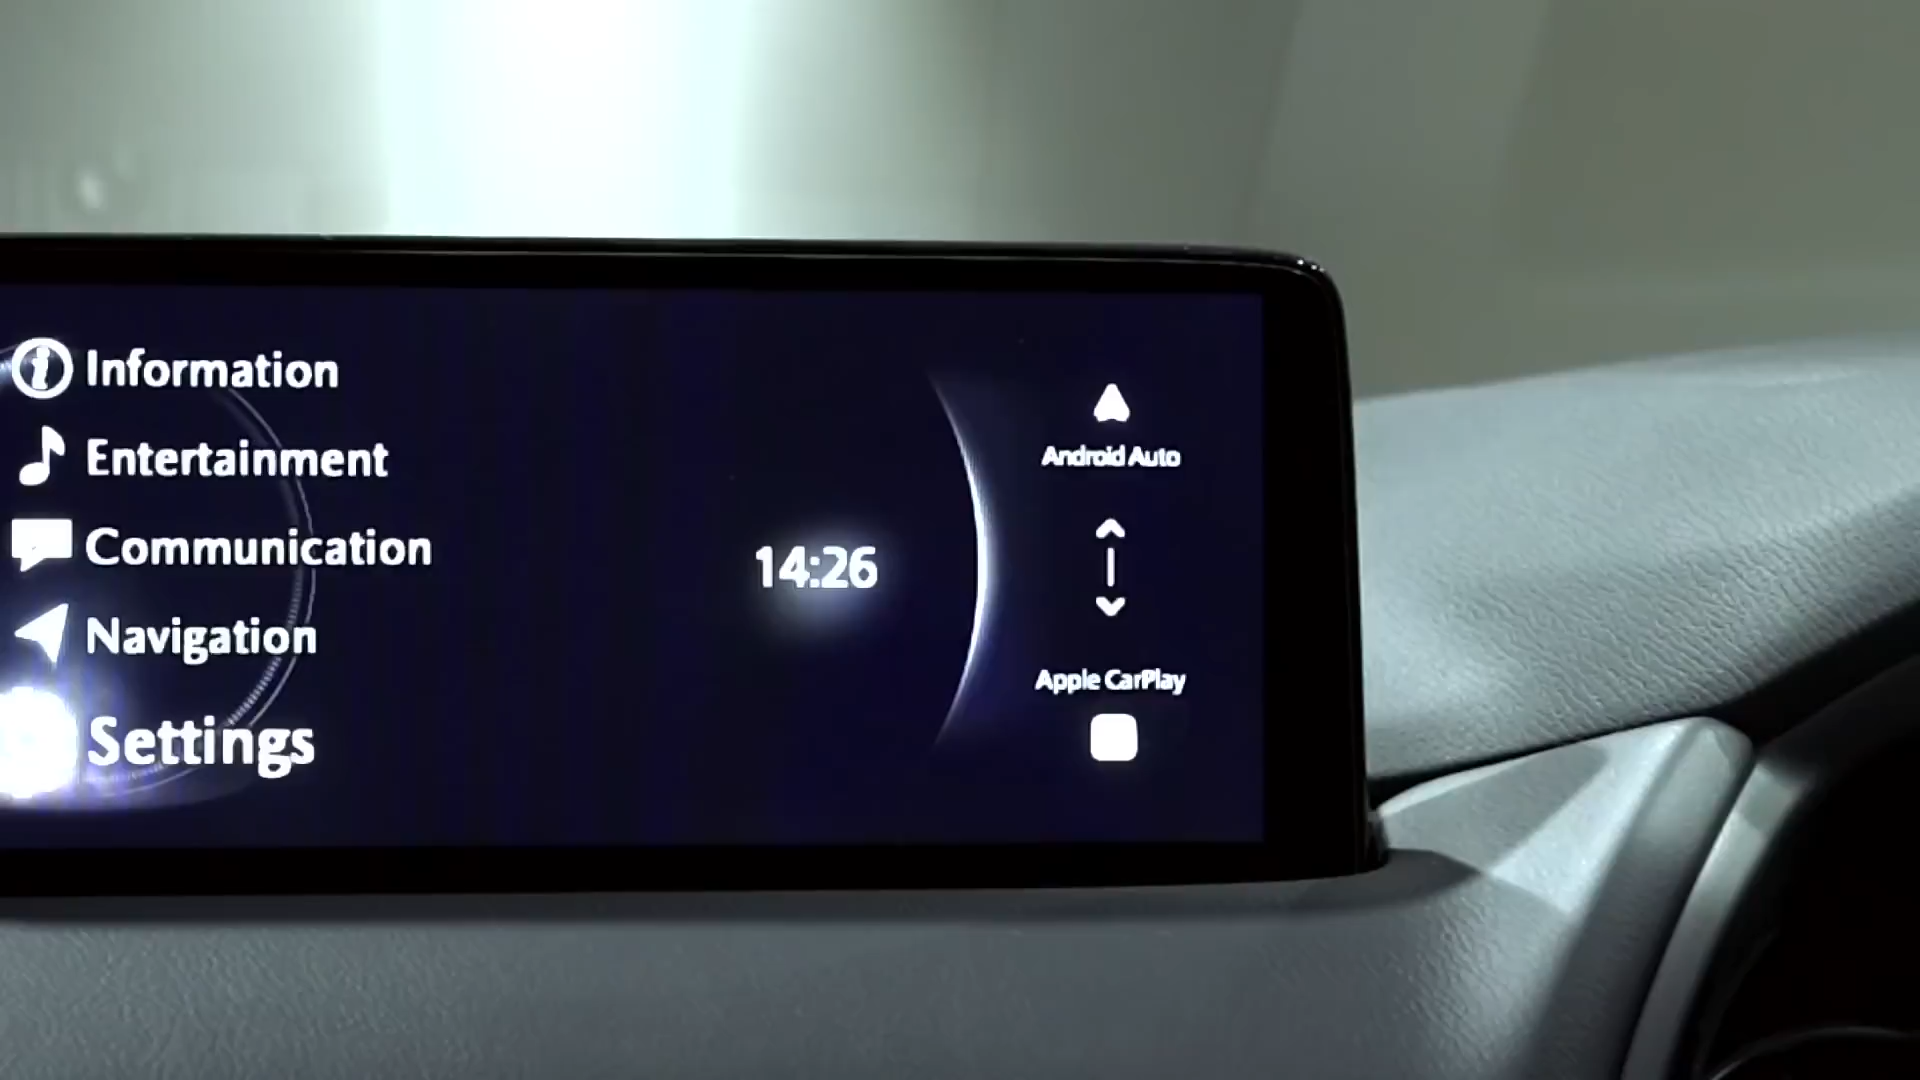 Information
Entertainment
Communication
Navigation
Settings
14:26
Android Auto
Apple CarPlay